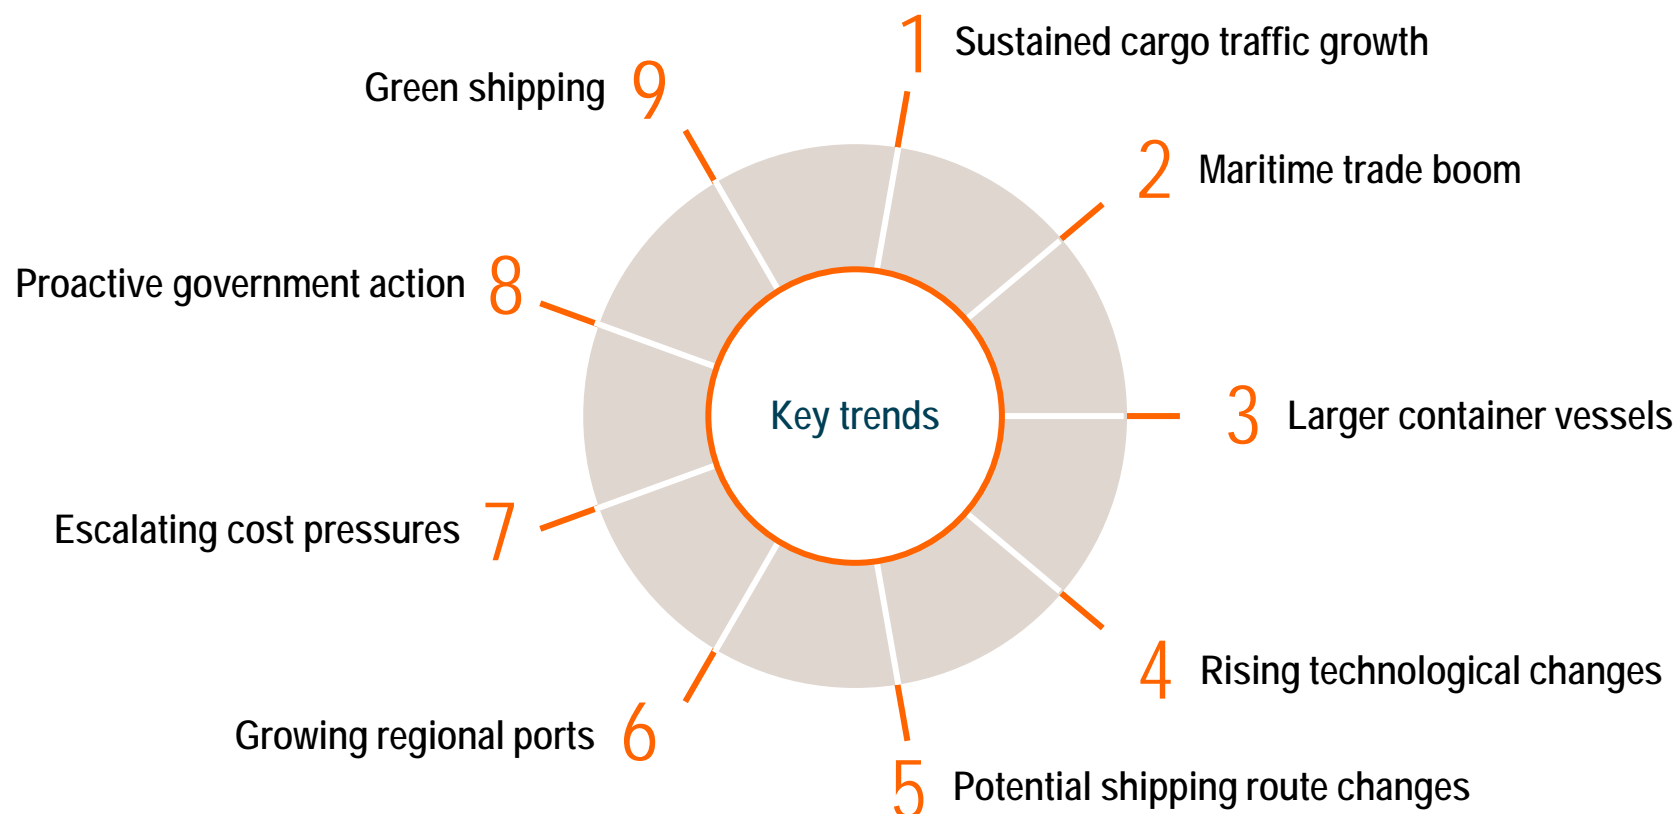 1 Sustained cargo traffic growth
2 Maritime trade boom
3 Larger container vessels
4 Rising technological changes
5 Potential shipping route changes
Growing regional ports 6
Escalating cost pressures 7
Proactive government action 8
Green shipping 9
Key trends